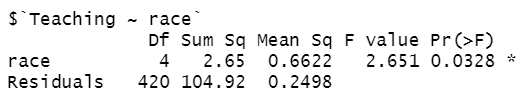 $`Teaching ~ race`
Df Sum Sq Mean Sq F value Pr(>F)
race 4 2.65 0.6622 2.651 0.0328 *
Residuals 420 104.92 0.2498